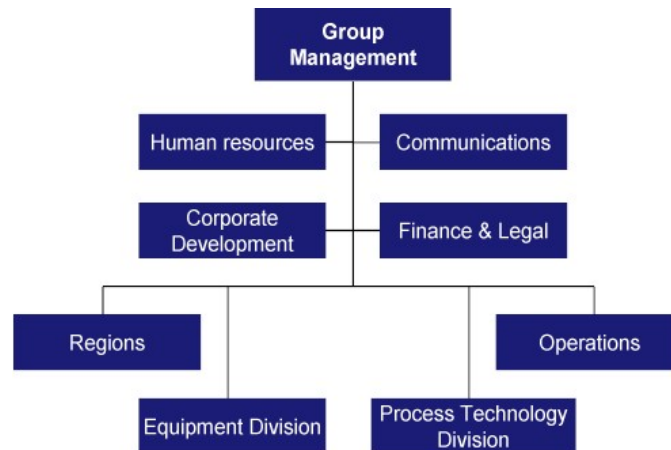 Group
Management
Human resources
Communications
Corporate
Development
Finance & Legal
Regions
Operations
Equipment Division
Process Technology
Division